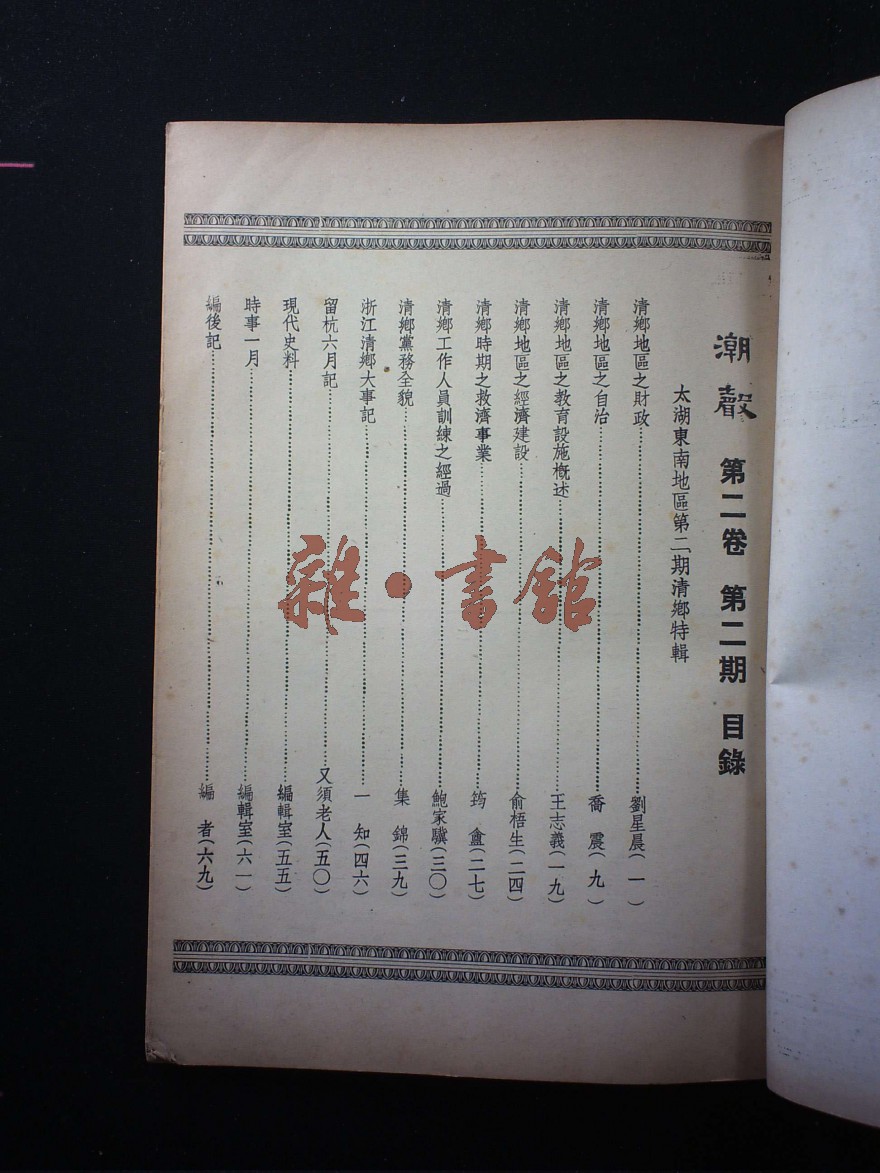 潮聲 第二卷 第二期 目錄
太湖東南地區第二期清鄉特輯
清鄉地區之財政……劉星晨(一)
清鄉地區之自治……喬 震(九)
清鄉地區之教育設施概述……王志義(一九)
清鄉地區之經濟建設……俞梧生(二四)
清鄉時期之救濟事業……筠 盦(二七)
清鄉工作人員訓練之經過……鮑家驥(三〇)
清鄉黨務全貌……集 錦(三九)
浙江清鄉大事記……一 知(四六)
留杭六月記……又須老人(五〇)
現代史料……編輯室(五五)
時事一月……編輯室(六一)
編後記……編 者(六九)
雜·書館